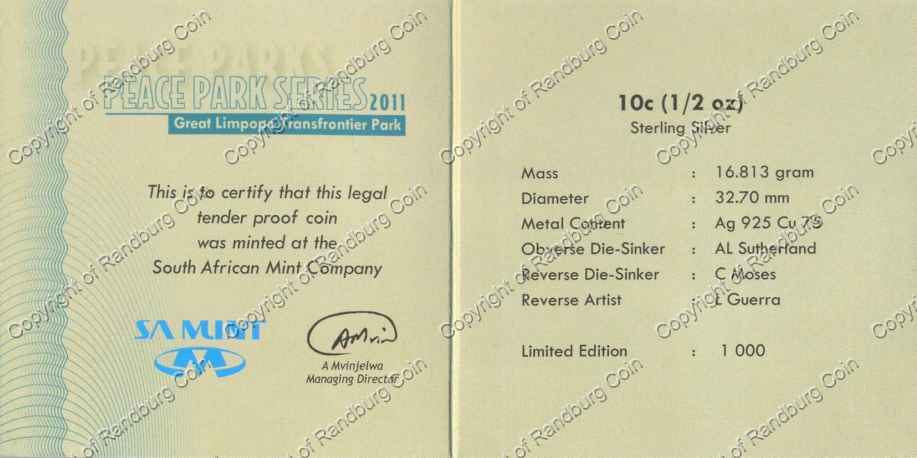 PEACE PARKS
PEACE PARK SERIES 2011
Great Limpopo Transfrontier Park
This is to certify that this legal
tender proof coin
was minted at the
South African Mint Company
SA MINT
A Mvinjelwa
Managing Director
10c (1/2 oz)
Sterling Silver
Mass : 16.813 gram
Diameter : 32.70 mm
Metal Content : Ag 925 Cu 75
Obverse Die-Sinker : AL Sutherland
Reverse Die-Sinker : C Moses
Reverse Artist : L Guerra
Limited Edition : 1 000
Copyright of Randburg Coin